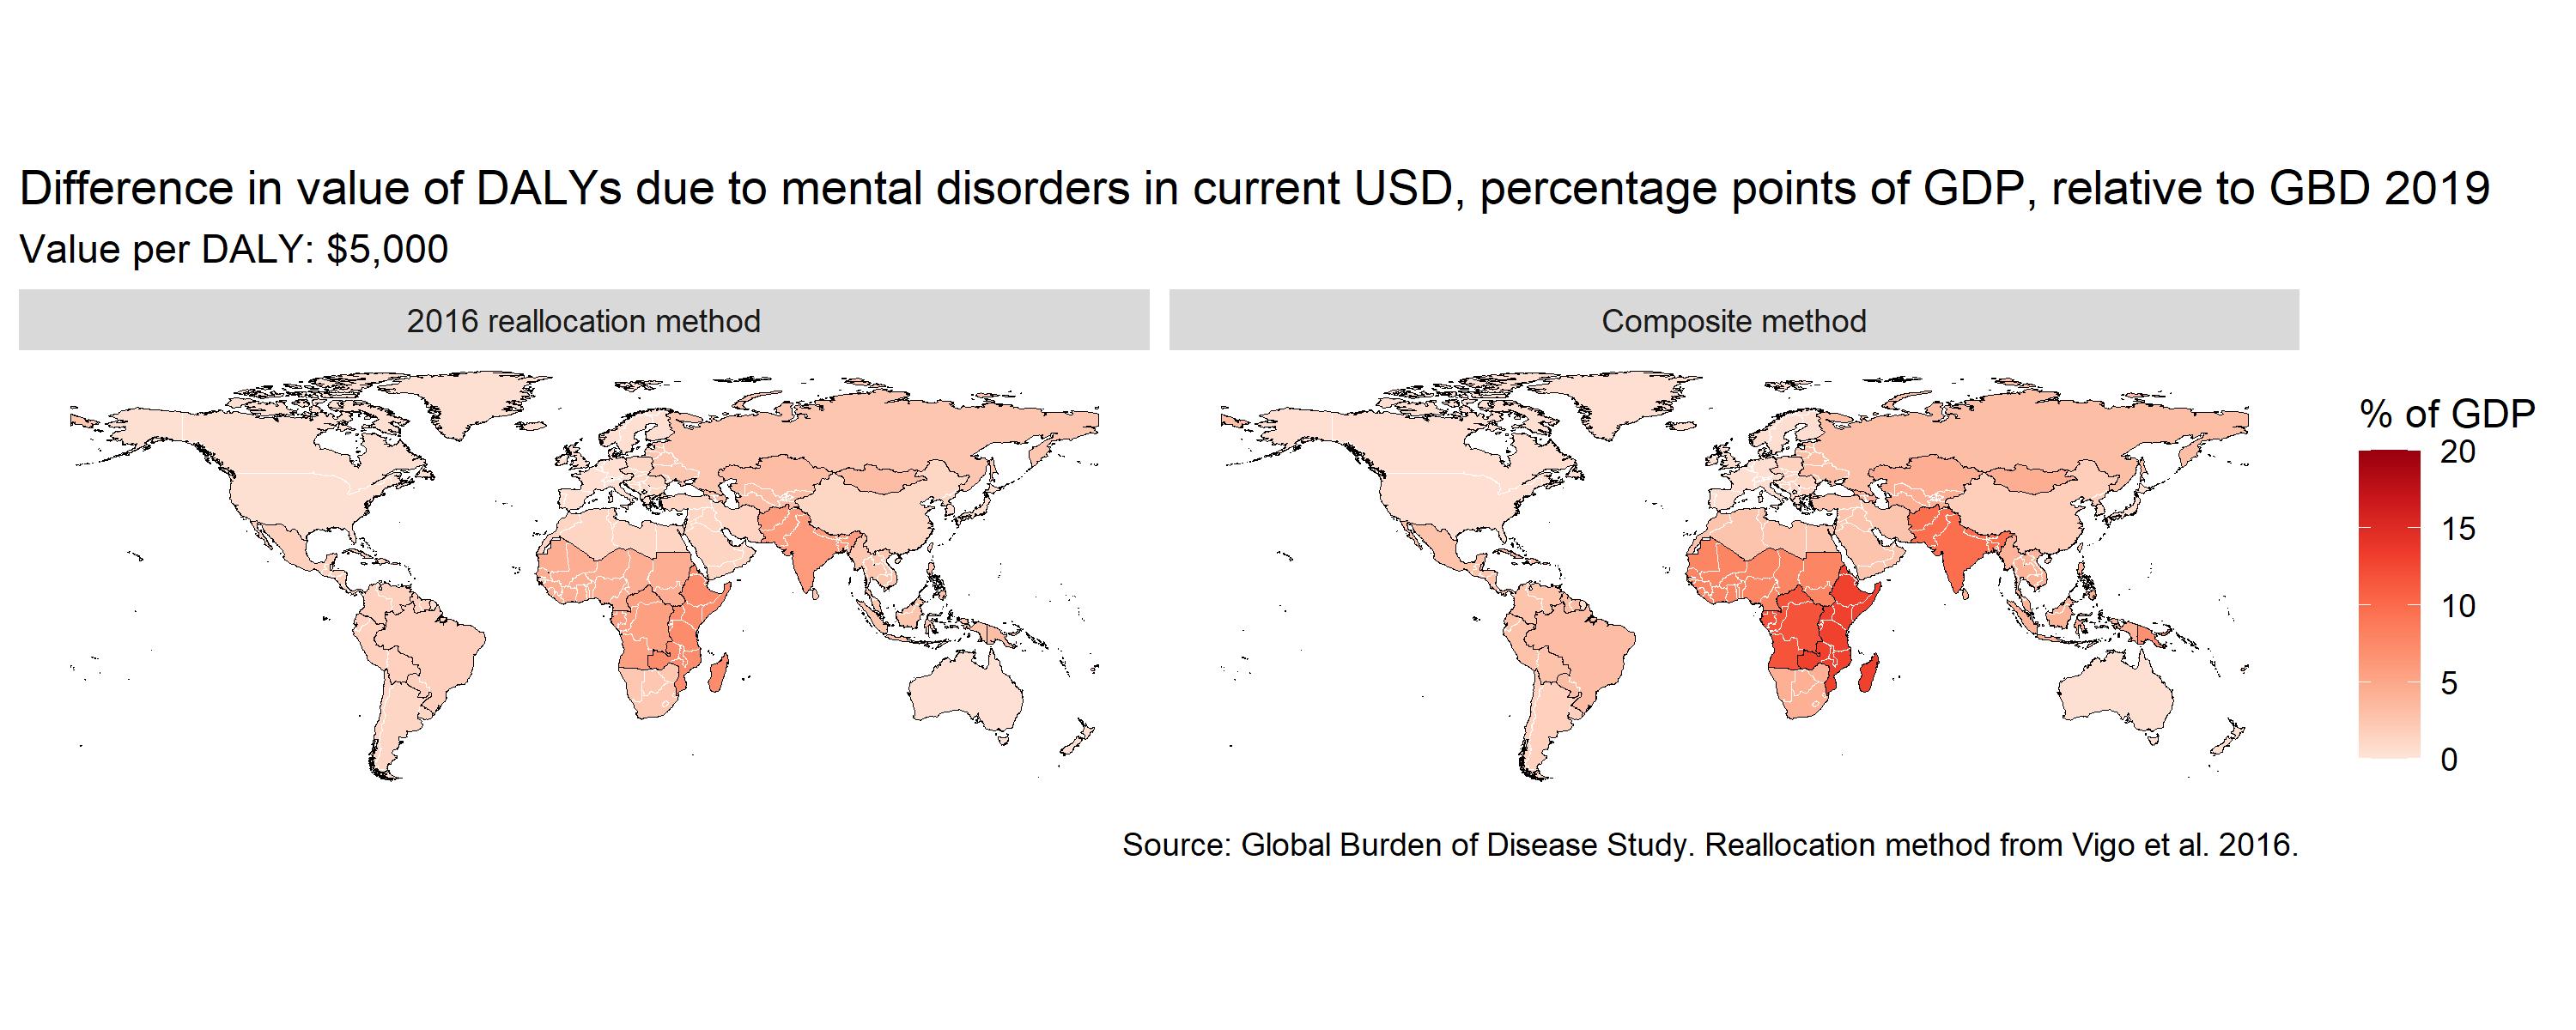 Difference in value of DALYs due to mental disorders in current USD, percentage points of GDP, relative to GBD 2019
Value per DALY: $5,000
2016 reallocation method
Composite method
% of GDP
20
15
10
5
0
Source: Global Burden of Disease Study. Reallocation method from Vigo et al. 2016.